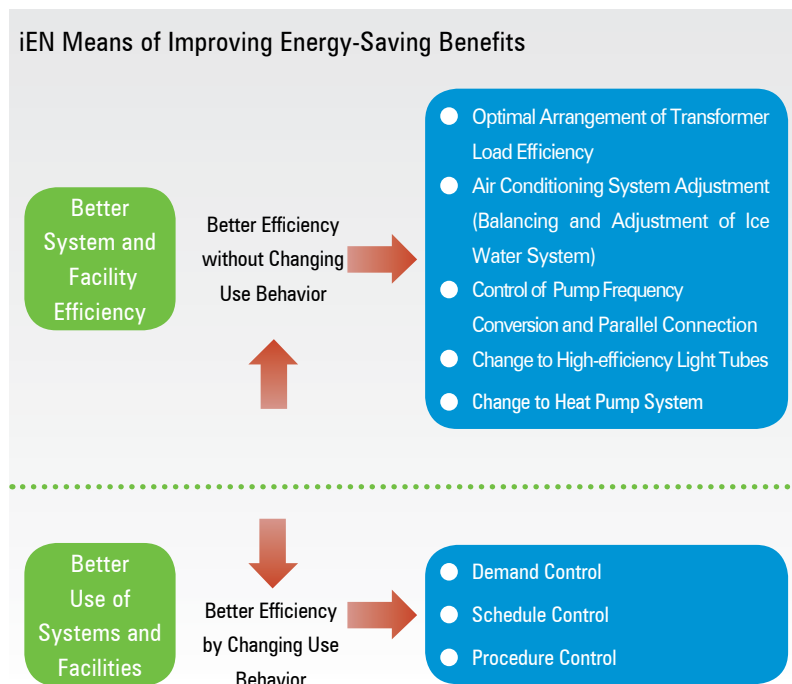 iEN Means of Improving Energy-Saving Benefits
Better
System and
Facility
Efficiency
Better Efficiency
without Changing
Use Behavior
Optimal Arrangement of Transformer
Load Efficiency
Air Conditioning System Adjustment
(Balancing and Adjustment of Ice
Water System)
Control of Pump Frequency
Conversion and Parallel Connection
Change to High-efficiency Light Tubes
Change to Heat Pump System
Better
Use of
Systems and
Facilities
Better Efficiency
by Changing Use
Behavior
Demand Control
Schedule Control
Procedure Control